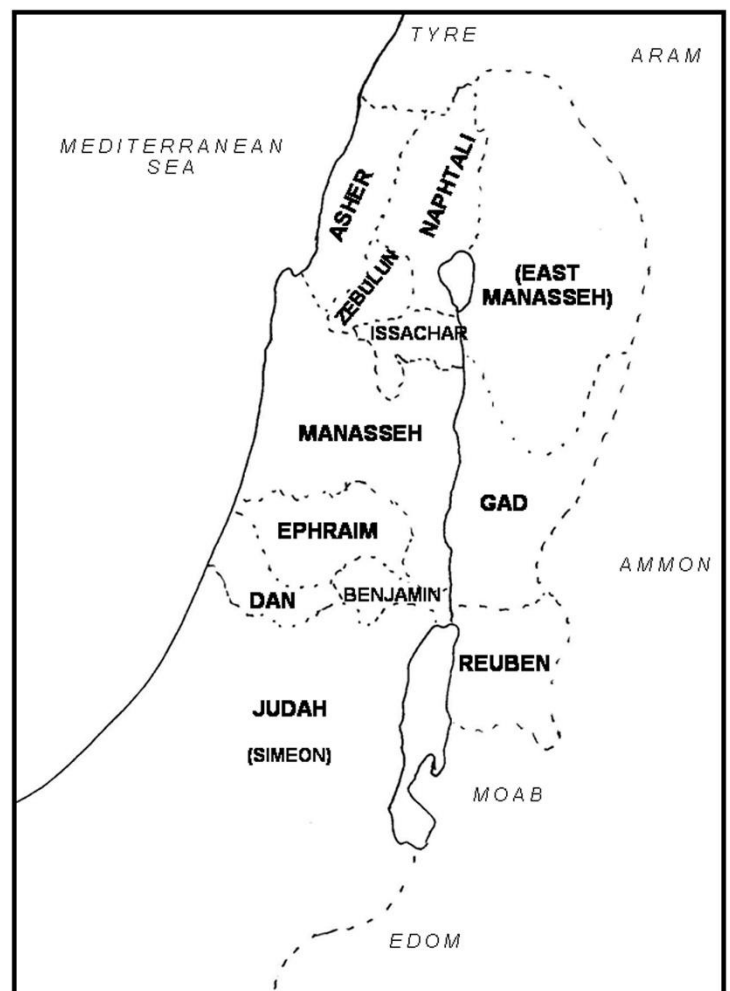 TYRE
ARAM
MEDITERRANEAN
SEA
ASHER
NAPHTALI
ZEBULUN
(EAST
MANASSEH)
ISSACHAR
MANASSEH
GAD
EPHRAIM
AMMON
DAN
BENJAMIN
REUBEN
JUDAH
(SIMEON)
MOAB
EDOM